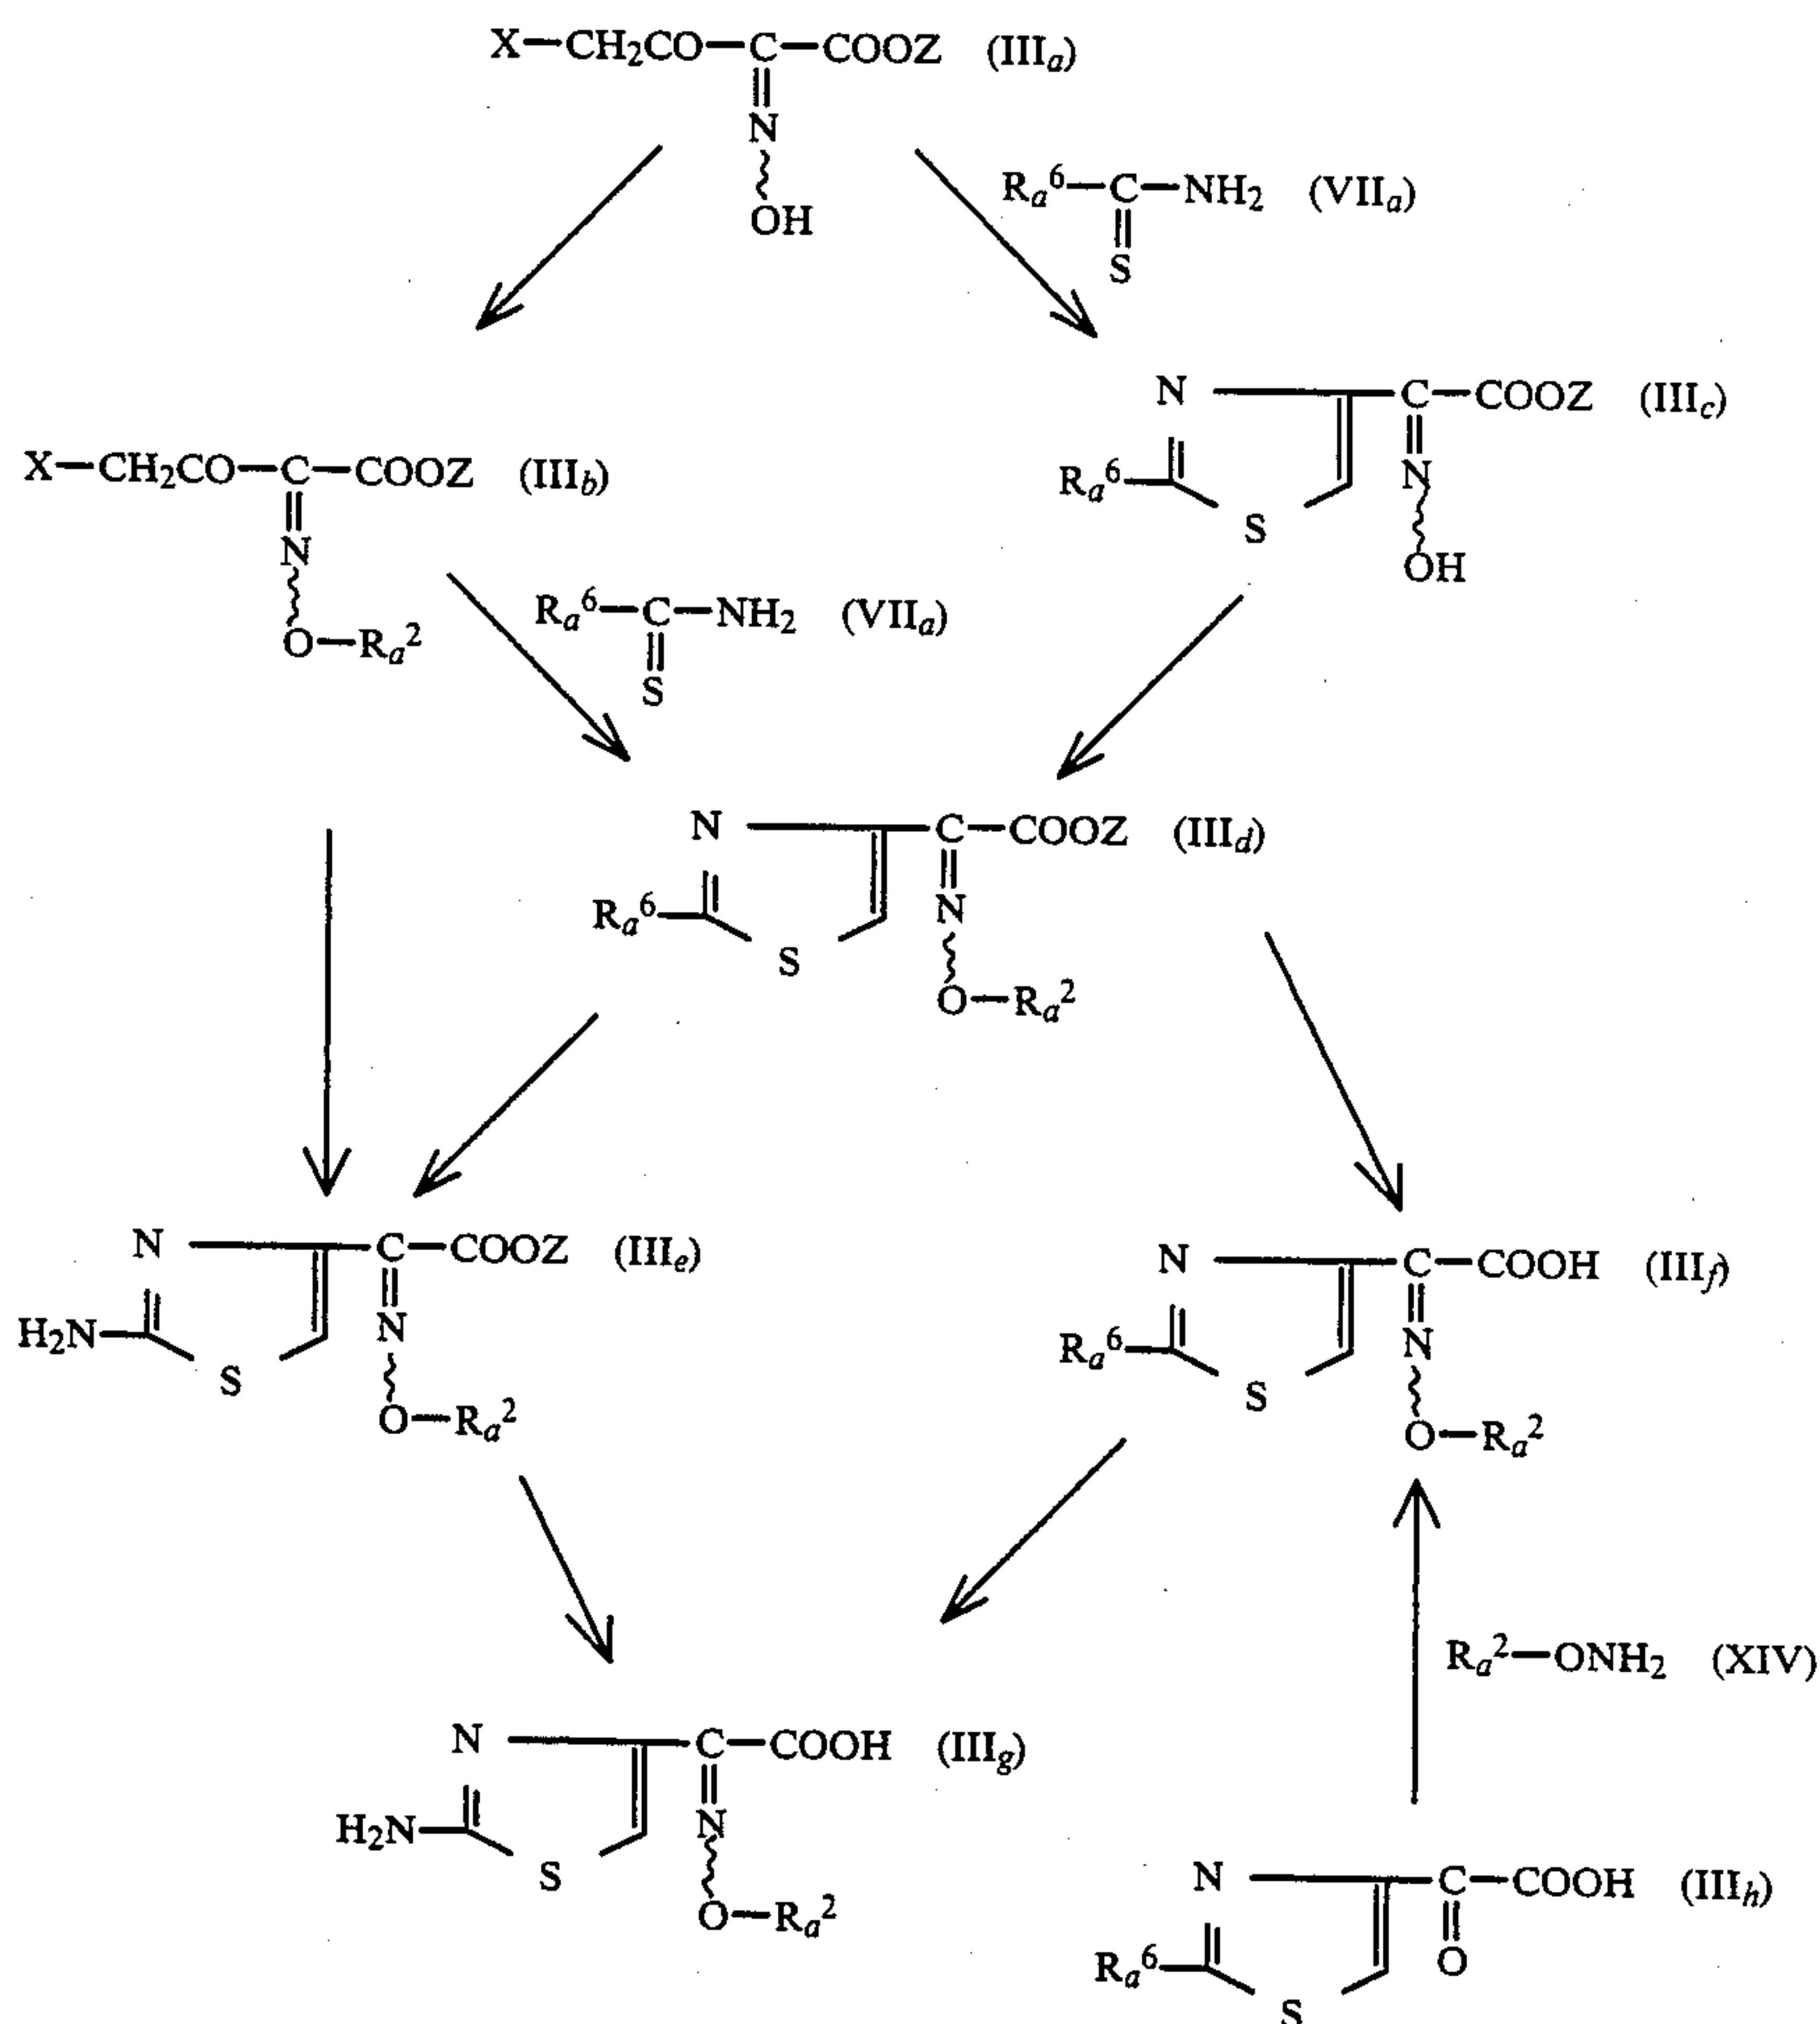 X—CH2CO—C—COOZ (IIIa)
N
OH
Ra6—C—NH2 (VIIa)
S
N C—COOZ (IIIc)
Ra6 N
S
OH
X—CH2CO—C—COOZ (IIIb)
N
O—Ra2
Ra6—C—NH2 (VIIa)
S
N C—COOZ (IIId)
Ra6 N
S
O—Ra2
N C—COOZ (IIIe)
H2N N
S
O—Ra2
N C—COOH (IIIf)
Ra6 N
S
O—Ra2
Ra2—ONH2 (XIV)
N C—COOH (IIIg)
H2N N
S
O—Ra2
N C—COOH (IIIh)
Ra6 O
S